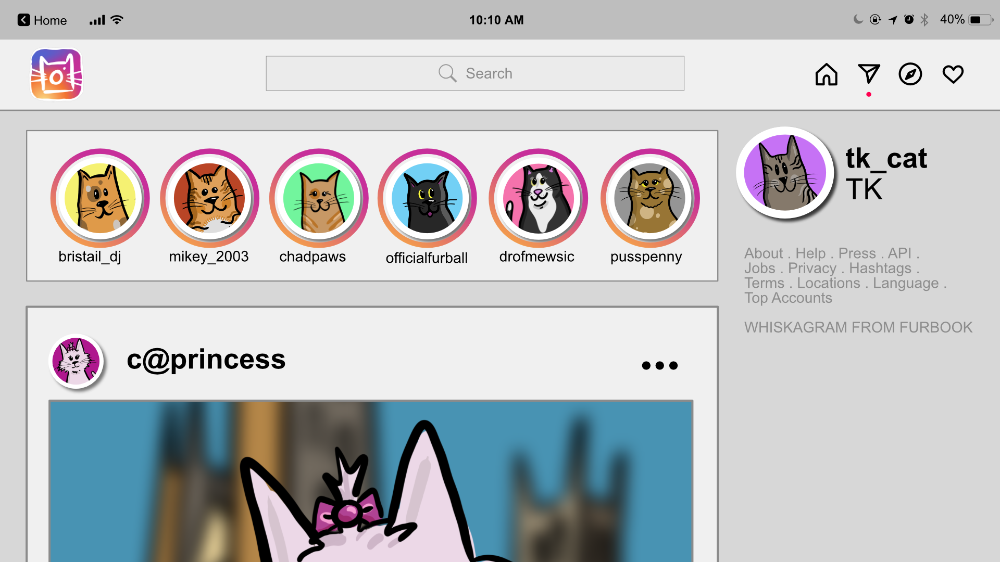 Home
10:10 AM
40%
Search
bristail_dj
mikey_2003
chadpaws
officialfurball
drofmewsic
pusspenny
tk_cat
TK
About . Help . Press . API .
Jobs . Privacy . Hashtags .
Terms . Locations . Language .
Top Accounts
WHISKAGRAM FROM FURBOOK
c@princess